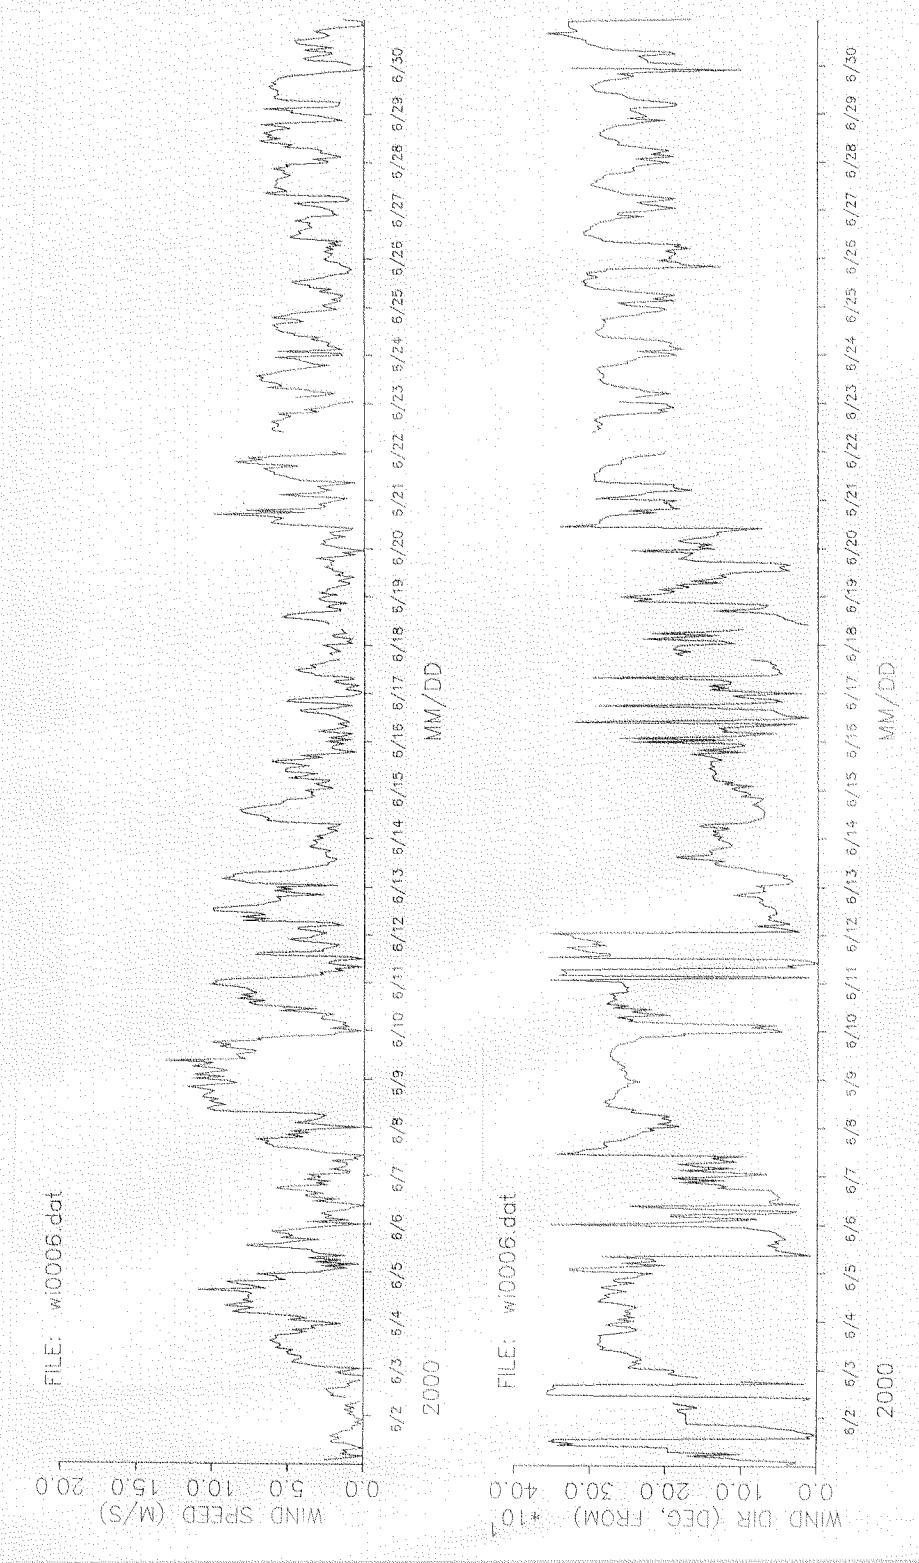 FILE: wi0006.dat
20.0
15.0
10.0
5.0
0.0
WIND SPEED (M/S)
6/2 6/3 6/4 6/5 6/6 6/7 6/8 6/9 6/10 6/11 6/12 6/13 6/14 6/15 6/16 6/17 6/18 6/19 6/20 6/21 6/22 6/23 6/24 6/25 6/26 6/27 6/28 6/29 6/30
2000
MM/DD
FILE: wi0006.dat
*10¹
40.0
30.0
20.0
10.0
0.0
WIND DIR (DEG, FROM)
6/2 6/3 6/4 6/5 6/6 6/7 6/8 6/9 6/10 6/11 6/12 6/13 6/14 6/15 6/16 6/17 6/18 6/19 6/20 6/21 6/22 6/23 6/24 6/25 6/26 6/27 6/28 6/29 6/30
2000
MM/DD